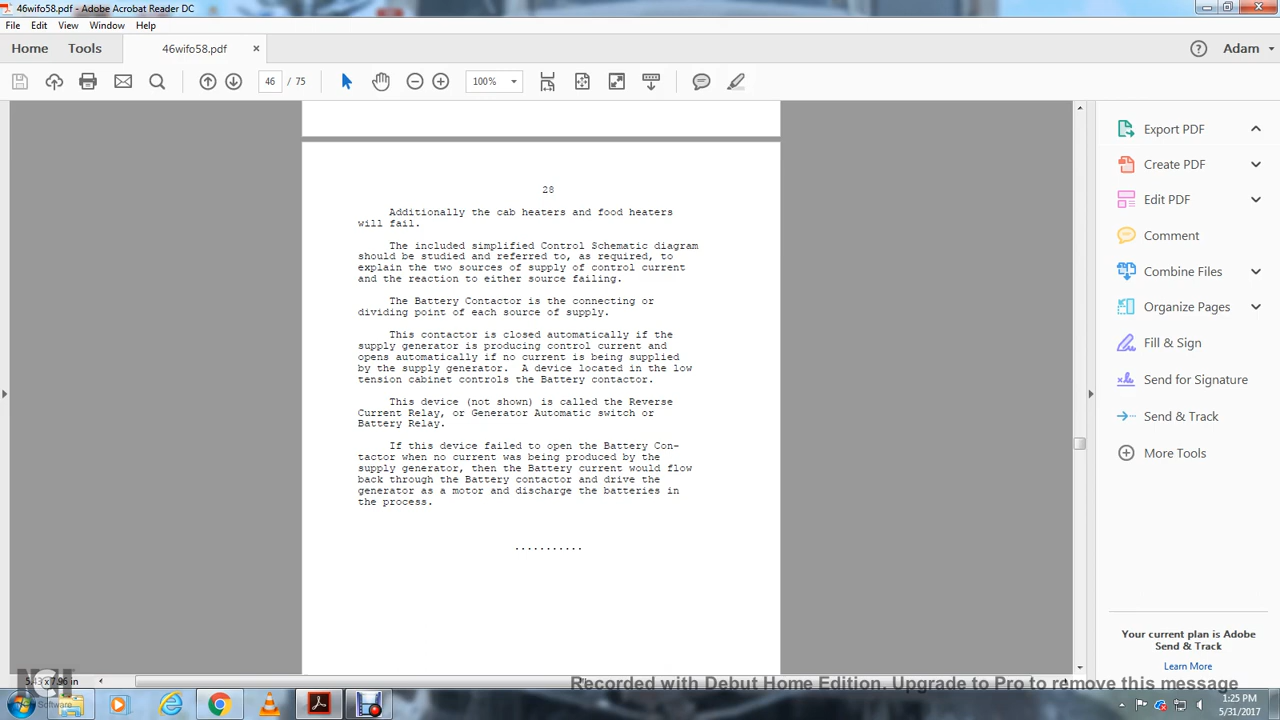 46wifo58.pdf - Adobe Acrobat Reader DC
File Edit View Window Help
Home Tools 46wifo58.pdf × Adam
46 / 75 100%
28
Additionally the cab heaters and food heaters
will fail.
The included simplified Control Schematic diagram
should be studied and referred to, as required, to
explain the two sources of supply of control current
and the reaction to either source failing.
The Battery Contactor is the connecting or
dividing point of each source of supply.
This contactor is closed automatically if the
supply generator is producing control current and
opens automatically if no current is being supplied
by the supply generator. A device located in the low
tension cabinet controls the Battery contactor.
This device (not shown) is called the Reverse
Current Relay, or Generator Automatic switch or
Battery Relay.
If this device failed to open the Battery Con-
tactor when no current was being produced by the
supply generator, then the Battery current would flow
back through the Battery contactor and drive the
generator as a motor and discharge the batteries in
the process.
...........
Export PDF
Create PDF
Edit PDF
Comment
Combine Files
Organize Pages
Fill & Sign
Send for Signature
Send & Track
More Tools
Your current plan is Adobe
Send & Track
Learn More
5.43 x 7.96 in
Software
Recorded with Debut Home Edition. Upgrade to Pro to remove this message
1:25 PM
5/31/2017